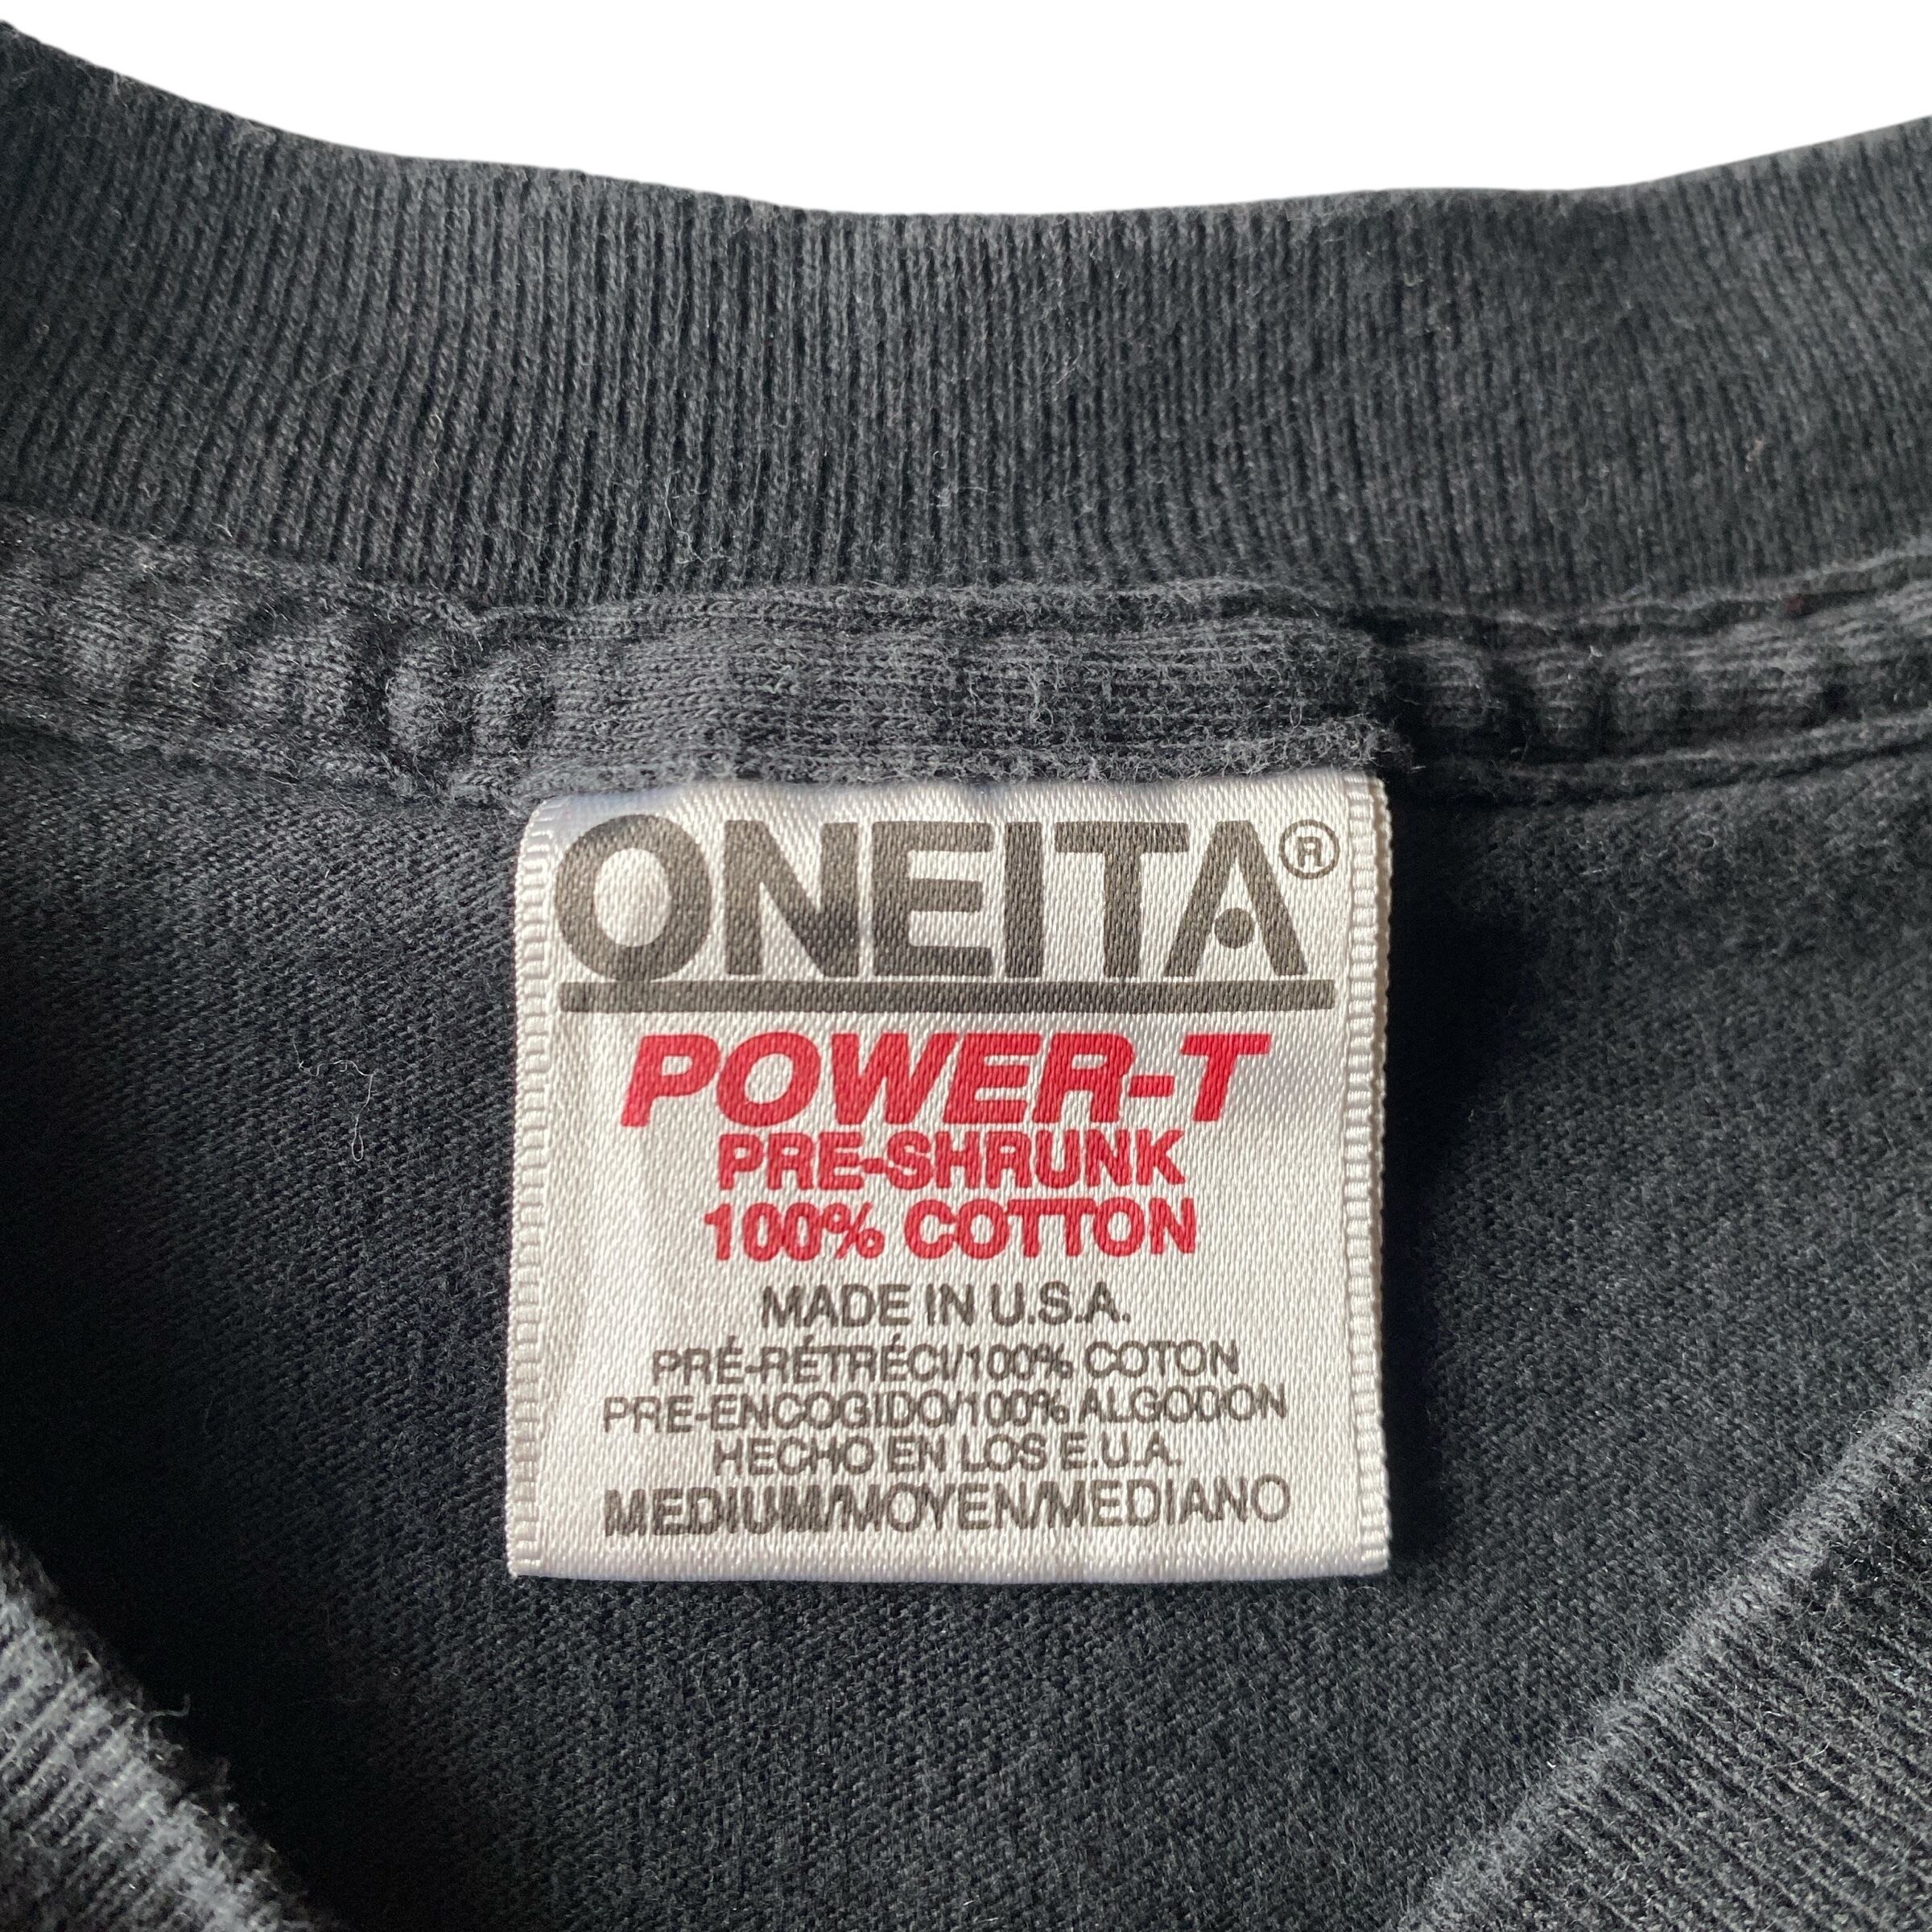 ONEITA®
POWER-T
PRE-SHRUNK
100% COTTON
MADE IN U.S.A.
PRÉ-RÉTRÉCI/100% COTON
PRE-ENCOGIDO/100% ALGODON
HECHO EN LOS E.U.A.
MEDIUM/MOYEN/MEDIANO